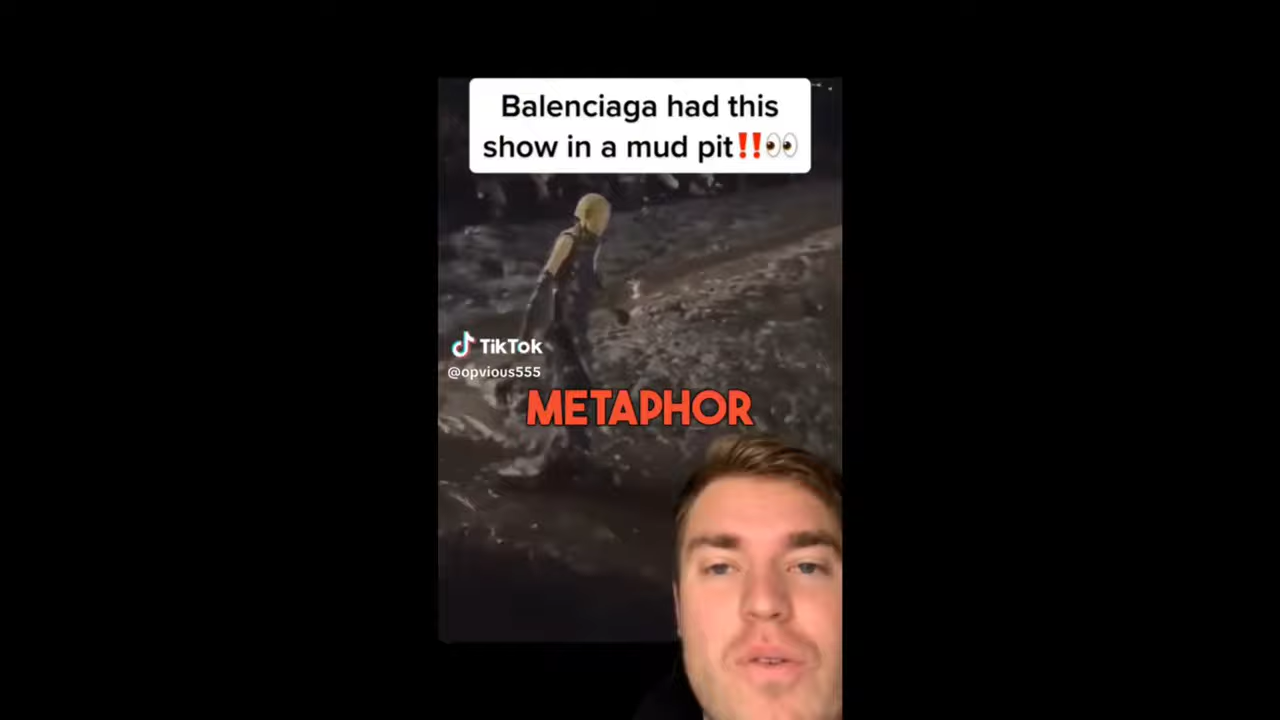 Balenciaga had this
show in a mud pit‼️👀
TikTok
@opvious555
METAPHOR